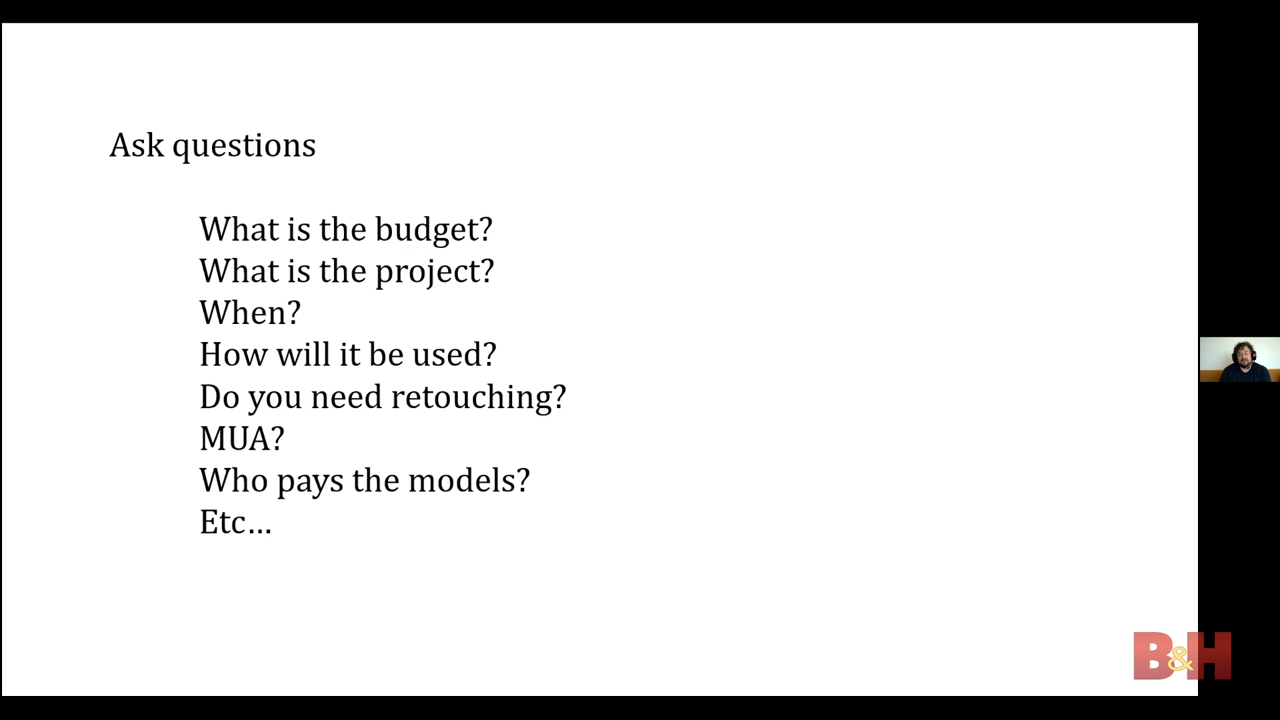 Ask questions
What is the budget?
What is the project?
When?
How will it be used?
Do you need retouching?
MUA?
Who pays the models?
Etc...
B&H